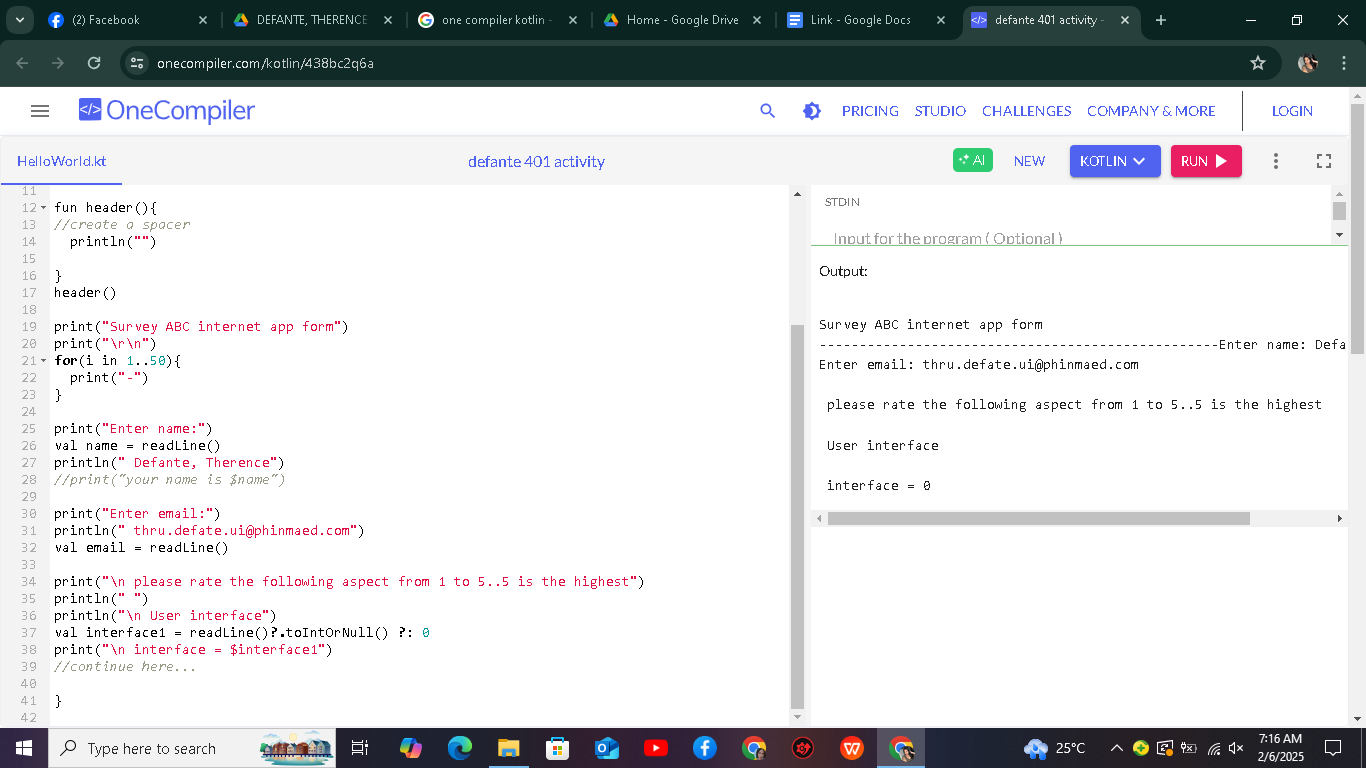 (2) Facebook
DEFANTE, THERENCE
one compiler kotlin -
Home - Google Drive
Link - Google Docs
defante 401 activity -
onecompiler.com/kotlin/438bc2q6a
</> OneCompiler
PRICING STUDIO CHALLENGES COMPANY & MORE LOGIN
HelloWorld.kt
defante 401 activity
AI NEW KOTLIN RUN
11
12 fun header(){
13 //create a spacer
14 println("")
15
16 }
17 header()
18
19 print("Survey ABC internet app form")
20 print("\r\n")
21 for(i in 1..50){
22 print("-")
23 }
24
25 print("Enter name:")
26 val name = readLine()
27 println(" Defante, Therence")
28 //print("your name is $name")
29
30 print("Enter email:")
31 println(" thru.defate.ui@phinmaed.com")
32 val email = readLine()
33
34 print("\n please rate the following aspect from 1 to 5..5 is the highest")
35 println(" ")
36 println("\n User interface")
37 val interface1 = readLine()?.toIntOrNull() ?: 0
38 print("\n interface = $interface1")
39 //continue here...
40
41 }
42
STDIN
Input for the program ( Optional )
Output:
Survey ABC internet app form
--------------------------------------------------Enter name: Defa
Enter email: thru.defate.ui@phinmaed.com
please rate the following aspect from 1 to 5..5 is the highest
User interface
interface = 0
Type here to search
25°C
7:16 AM
2/6/2025